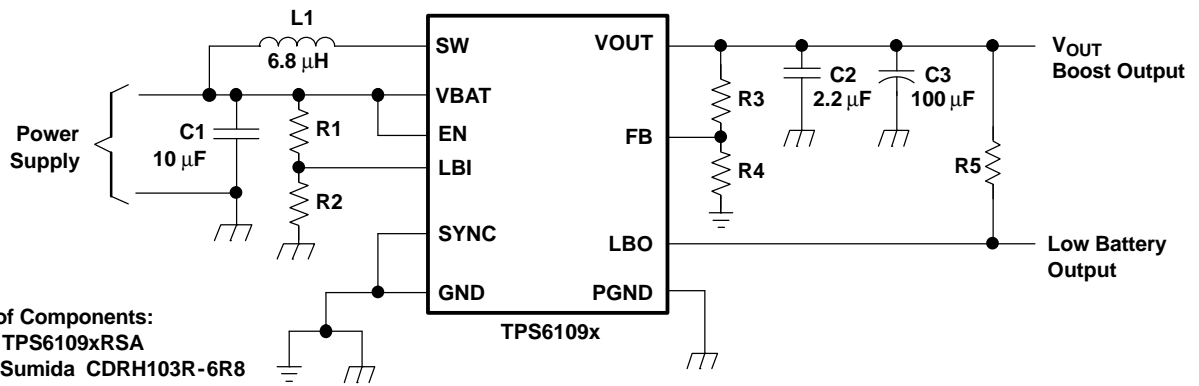 L1
6.8 µH
SW
VBAT
EN
LBI
SYNC
GND
VOUT
FB
LBO
PGND
TPS6109x
Power
Supply
C1
10 µF
R1
R2
R3
R4
C2
2.2 µF
C3
100 µF
R5
VOUT
Boost Output
Low Battery
Output
of Components:
TPS6109xRSA
Sumida CDRH103R-6R8